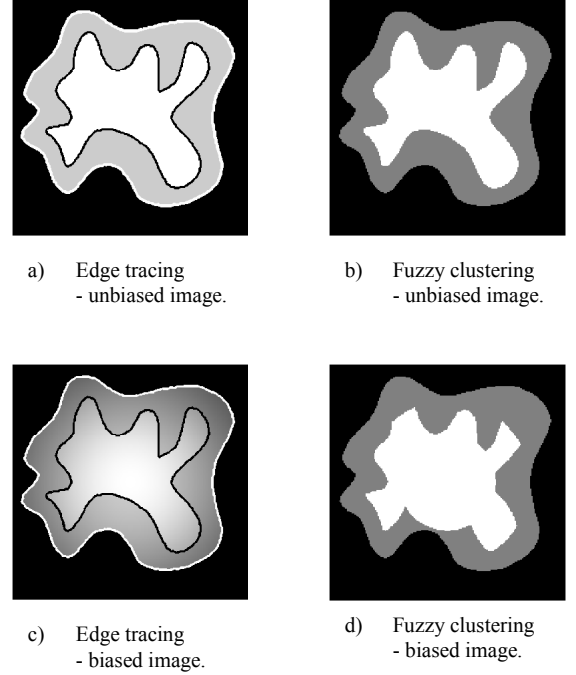 a) Edge tracing
- unbiased image.
b) Fuzzy clustering
- unbiased image.
c) Edge tracing
- biased image.
d) Fuzzy clustering
- biased image.